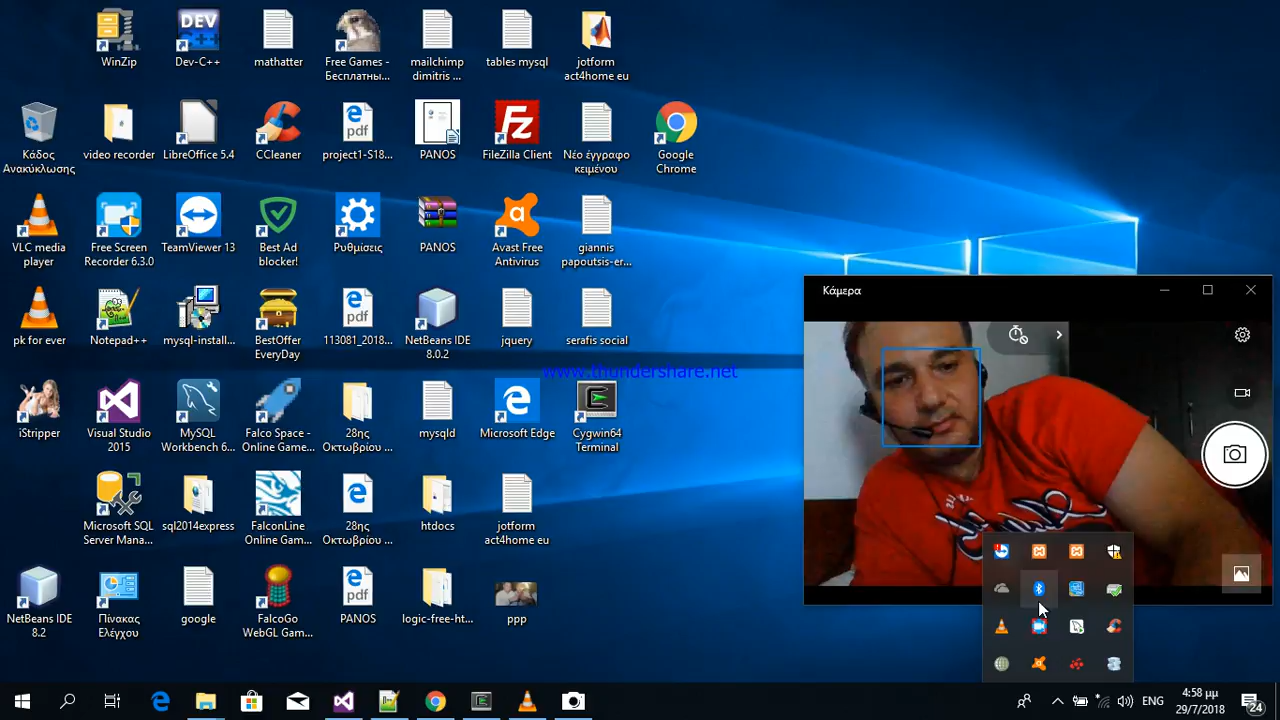 WinZip
DEV
C++
Dev-C++
mathatter
Free Games -
Бесплатны...
mailchimp
dimitris ...
tables mysql
jotform
act4home eu
Κάδος
Ανακύκλωσης
video recorder
LibreOffice 5.4
CCleaner
pdf
project1-S18...
PANOS
Fz
FileZilla Client
Νέο έγγραφο
κειμένου
Google
Chrome
VLC media
player
Free Screen
Recorder 6.3.0
TeamViewer 13
Best Ad
blocker!
Ρυθμίσεις
PANOS
Avast Free
Antivirus
giannis
papoutsis-er...
Κάμερα
pk for ever
Notepad++
mysql-install...
BestOffer
EveryDay
pdf
113081_2018...
NetBeans IDE
8.0.2
jquery
serafis social
www.thundershare.net
iStripper
Visual Studio
2015
MySQL
Workbench 6...
Falco Space -
Online Game...
28ης
Οκτωβρίου ...
mysqld
Microsoft Edge
Cygwin64
Terminal
Microsoft SQL
Server Mana...
sql2014express
FalconLine
Online Gam...
28ης
Οκτωβρίου ...
htdocs
jotform
act4home eu
NetBeans IDE
8.2
Πίνακας
Ελέγχου
google
FalcoGo
WebGL Gam...
pdf
PANOS
logic-free-ht...
ppp
ENG
:58 μμ
29/7/2018
24